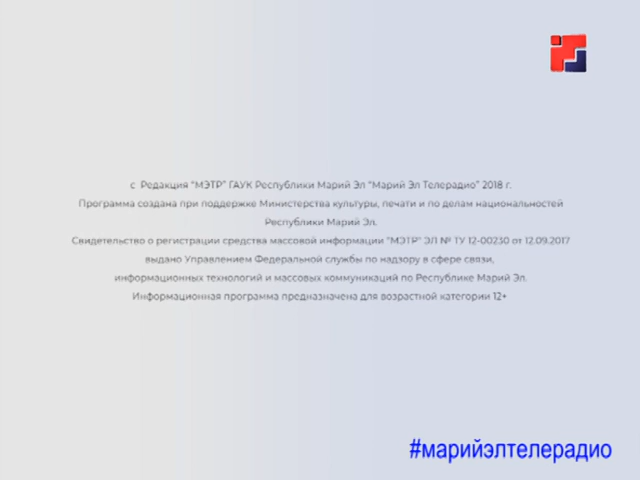 с Редакция "МЭТР" ГАУК Республики Марий Эл "Марий Эл Телерадио" 2018 г.
Программа создана при поддержке Министерства культуры, печати и по делам национальностей
Республики Марий Эл.
Свидетельство о регистрации средства массовой информации "МЭТР" ЭЛ № ТУ 12-00230 от 12.09.2017
выдано Управлением Федеральной службы по надзору в сфере связи,
информационных технологий и массовых коммуникаций по Республике Марий Эл.
Информационная программа предназначена для возрастной категории 12+
#марийэлтелерадио